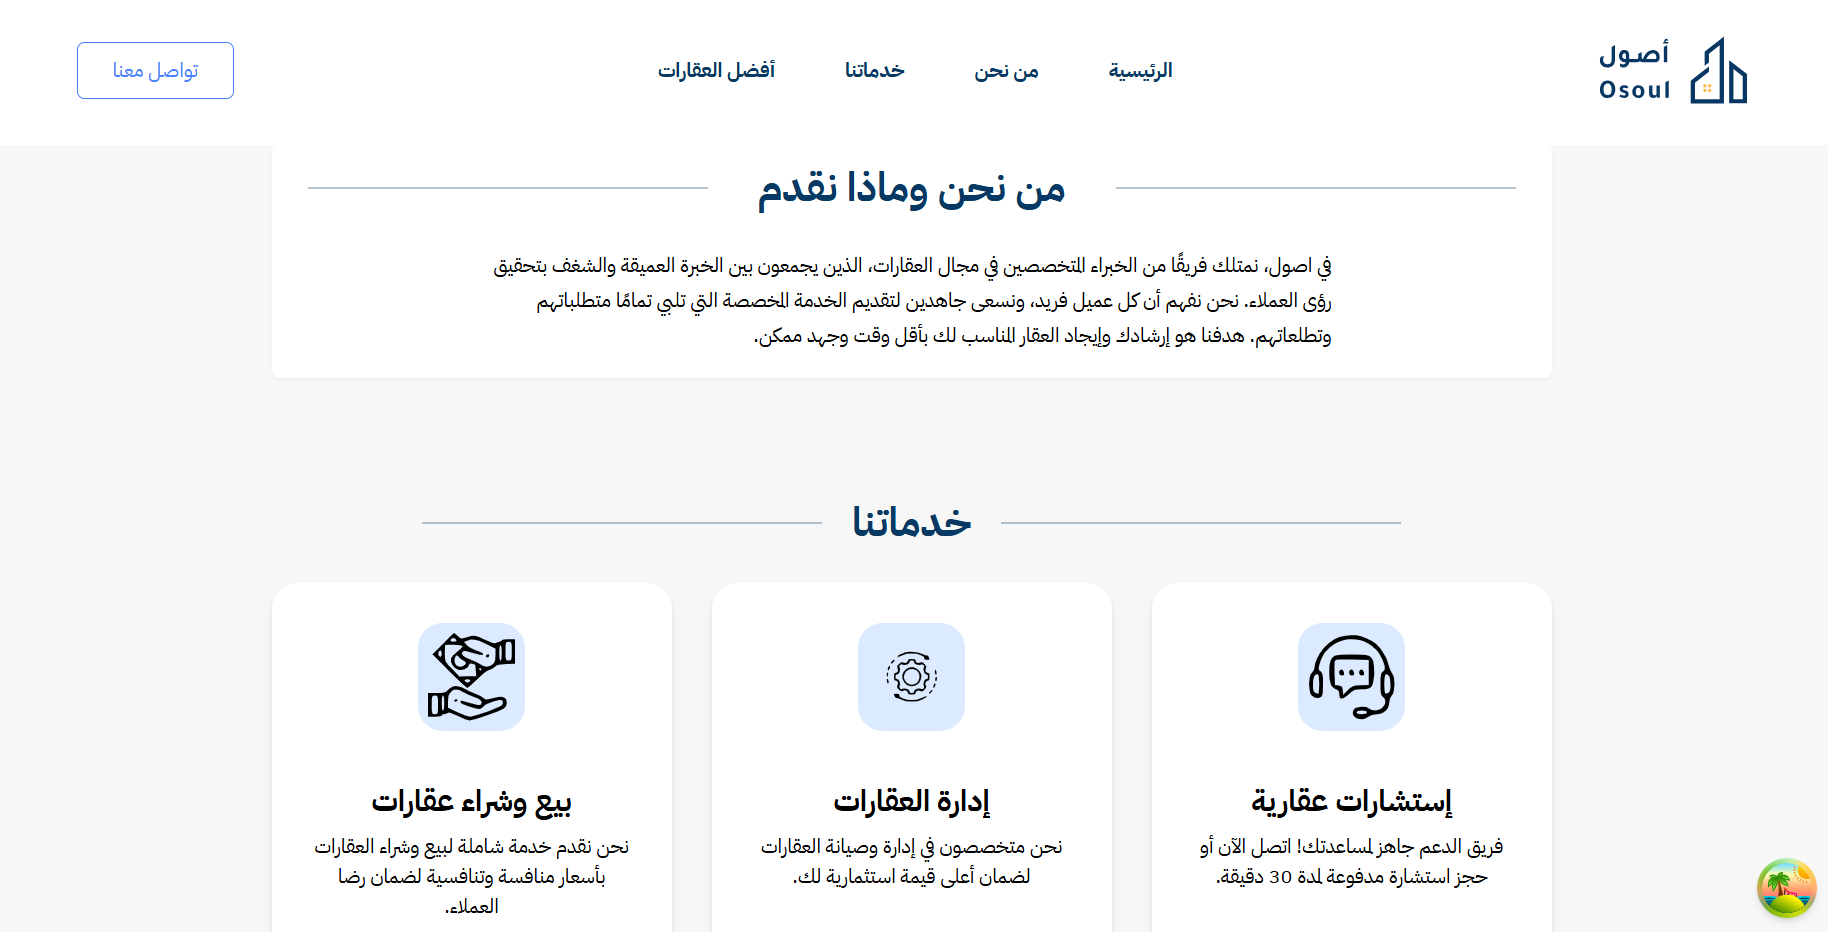 أصول
Osoul
الرئيسية
من نحن
خدماتنا
أفضل العقارات
تواصل معنا
من نحن وماذا نقدم
في اصول، نمتلك فريقًا من الخبراء المتخصصين في مجال العقارات، الذين يجمعون بين الخبرة العميقة والشغف بتحقيق
رؤى العملاء. نحن نفهم أن كل عميل فريد، ونسعى جاهدين لتقديم الخدمة المخصصة التي تلبي تمامًا متطلباتهم
وتطلعاتهم. هدفنا هو إرشادك وإيجاد العقار المناسب لك بأقل وقت وجهد ممكن.
خدماتنا
إستشارات عقارية
فريق الدعم جاهز لمساعدتك! اتصل الآن أو
حجز استشارة مدفوعة لمدة 30 دقيقة.
إدارة العقارات
نحن متخصصون في إدارة وصيانة العقارات
لضمان أعلى قيمة استثمارية لك.
بيع وشراء عقارات
نحن نقدم خدمة شاملة لبيع وشراء العقارات
بأسعار منافسة وتنافسية لضمان رضا
العملاء.